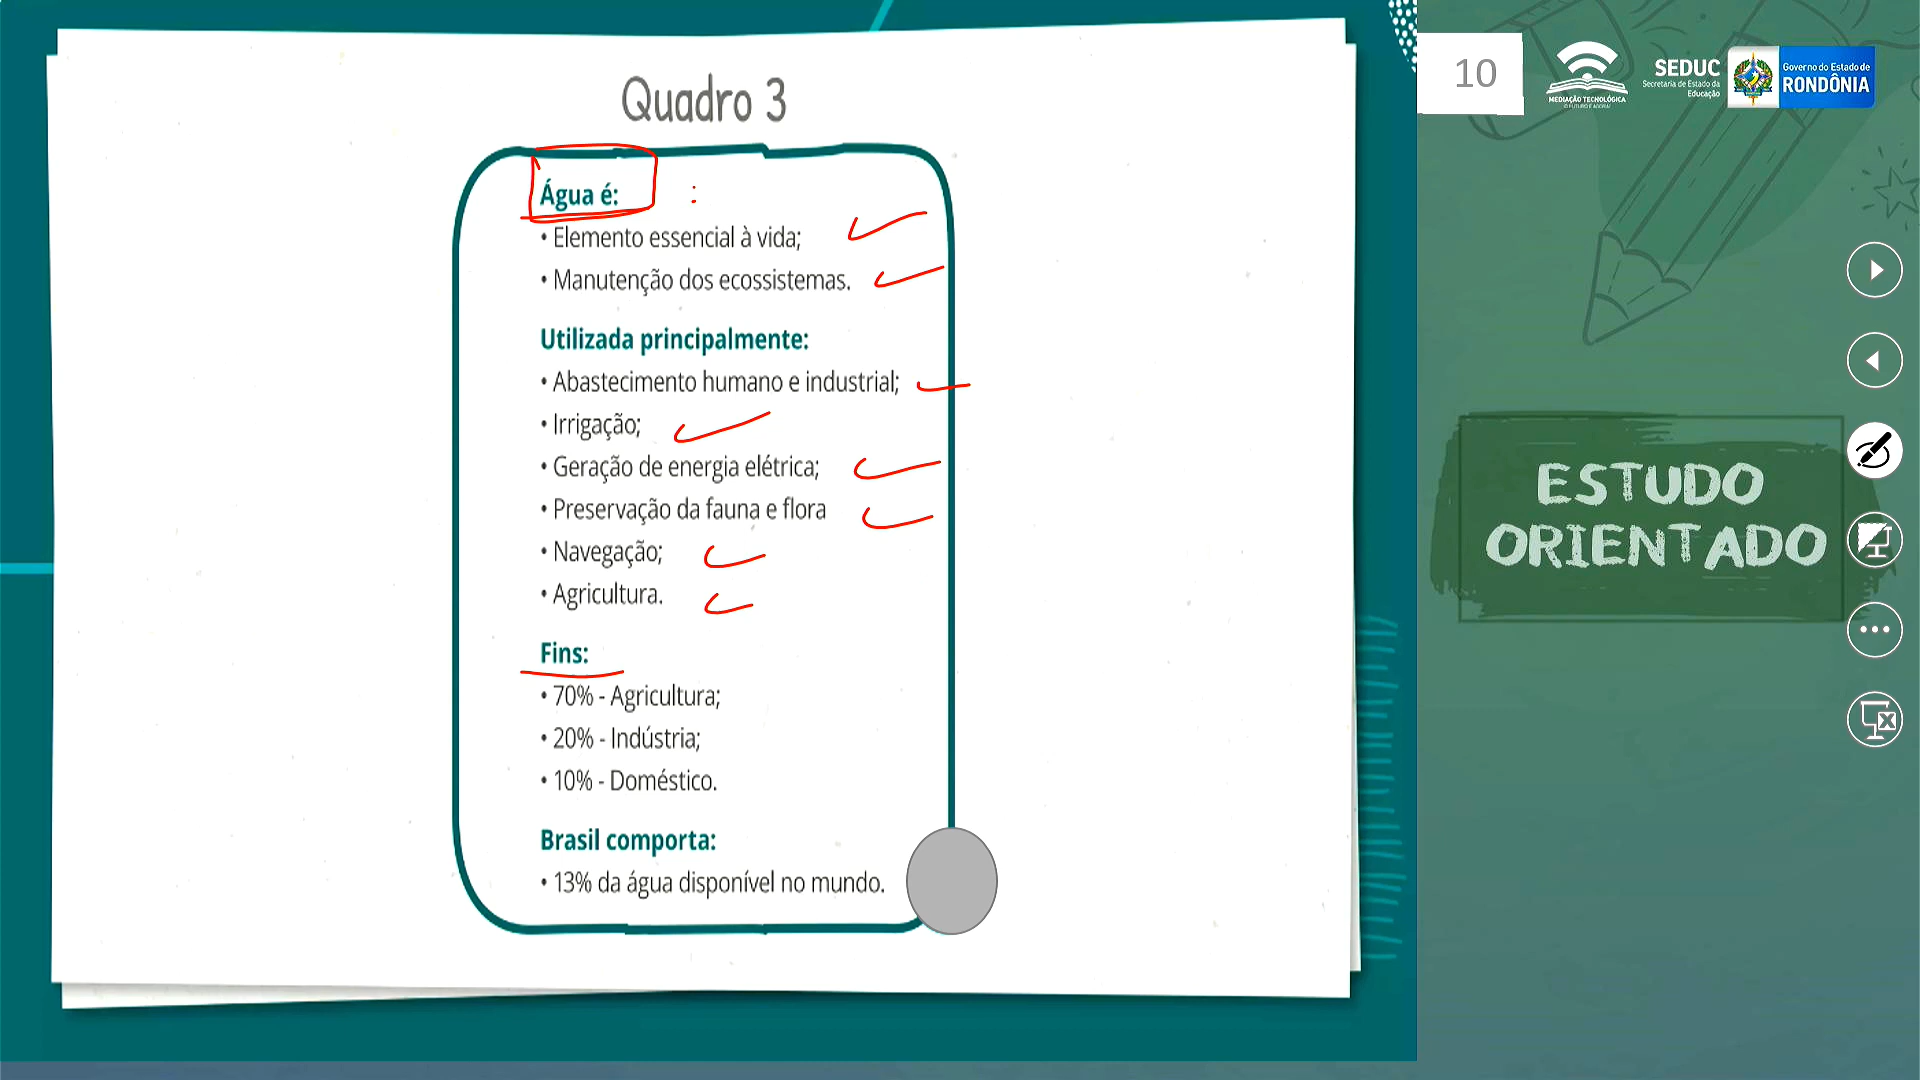 Quadro 3
Água é:
• Elemento essencial à vida;
• Manutenção dos ecossistemas.
Utilizada principalmente:
• Abastecimento humano e industrial;
• Irrigação;
• Geração de energia elétrica;
• Preservação da fauna e flora
• Navegação;
• Agricultura.
Fins:
• 70% - Agricultura;
• 20% - Indústria;
• 10% - Doméstico.
Brasil comporta:
• 13% da água disponível no mundo.
10
MEDIAÇÃO TECNOLÓGICA
SEDUC
Secretaria de Estado da
Educação
Governo do Estado de
RONDÔNIA
ESTUDO
ORIENTADO